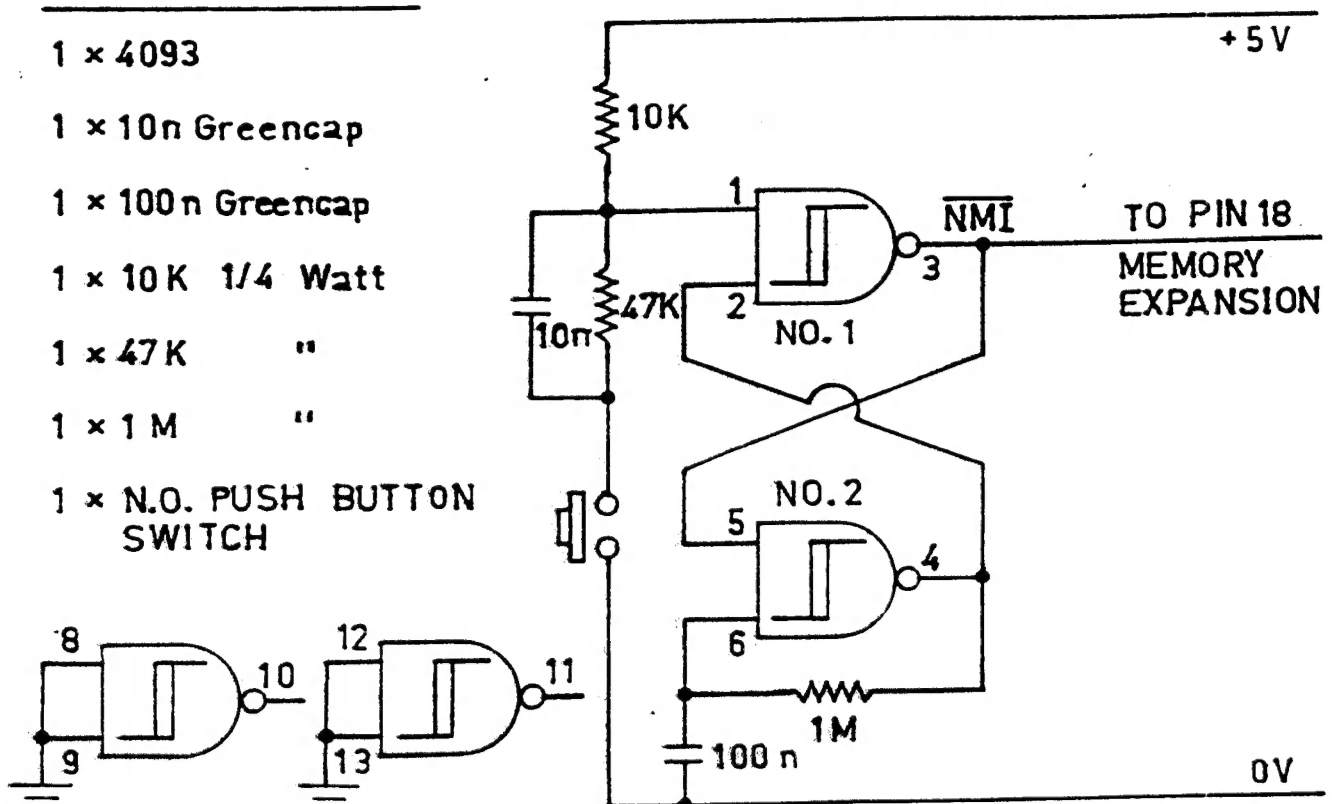 1 × 4093
1 × 10n Greencap
1 × 100n Greencap
1 × 10K 1/4 Watt
1 × 47K "
1 × 1M "
1 × N.O. PUSH BUTTON
SWITCH
+5V
10K
47K
10n
1
2
3
NO.1
NMI
TO PIN 18
MEMORY
EXPANSION
NO.2
5
6
4
1M
100n
0V
8
9
10
12
13
11